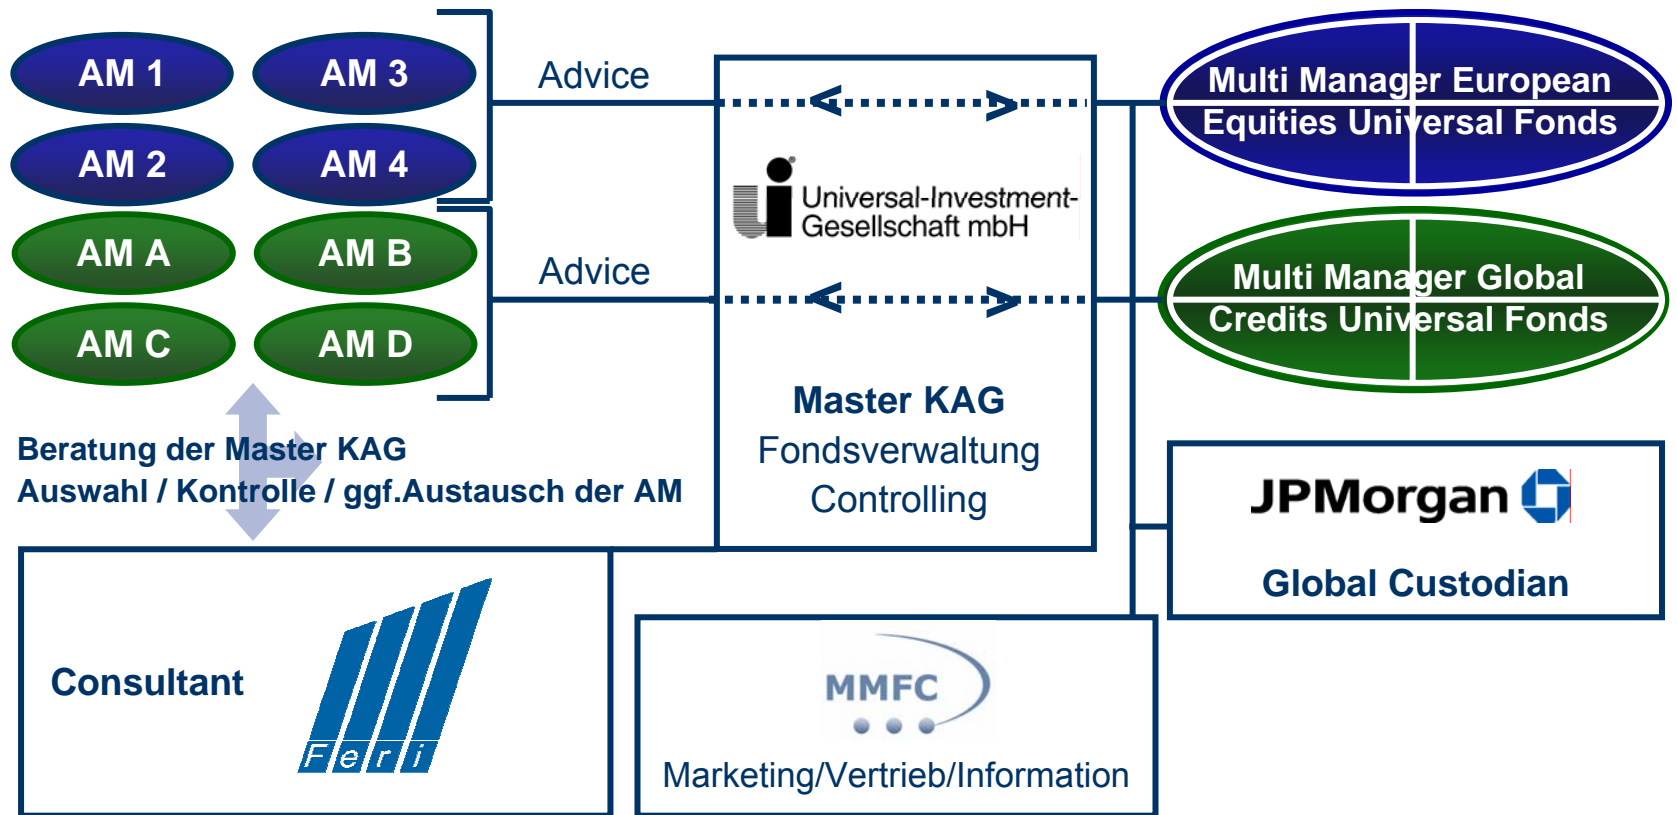 AM 1
AM 3
AM 2
AM 4
AM A
AM B
AM C
AM D
Advice
Advice
Universal-Investment-
Gesellschaft mbH
Master KAG
Fondsverwaltung
Controlling
Multi Manager European
Equities Universal Fonds
Multi Manager Global
Credits Universal Fonds
Beratung der Master KAG
Auswahl / Kontrolle / ggf.Austausch der AM
JPMorgan
Global Custodian
Consultant
Feri
MMFC
Marketing/Vertrieb/Information